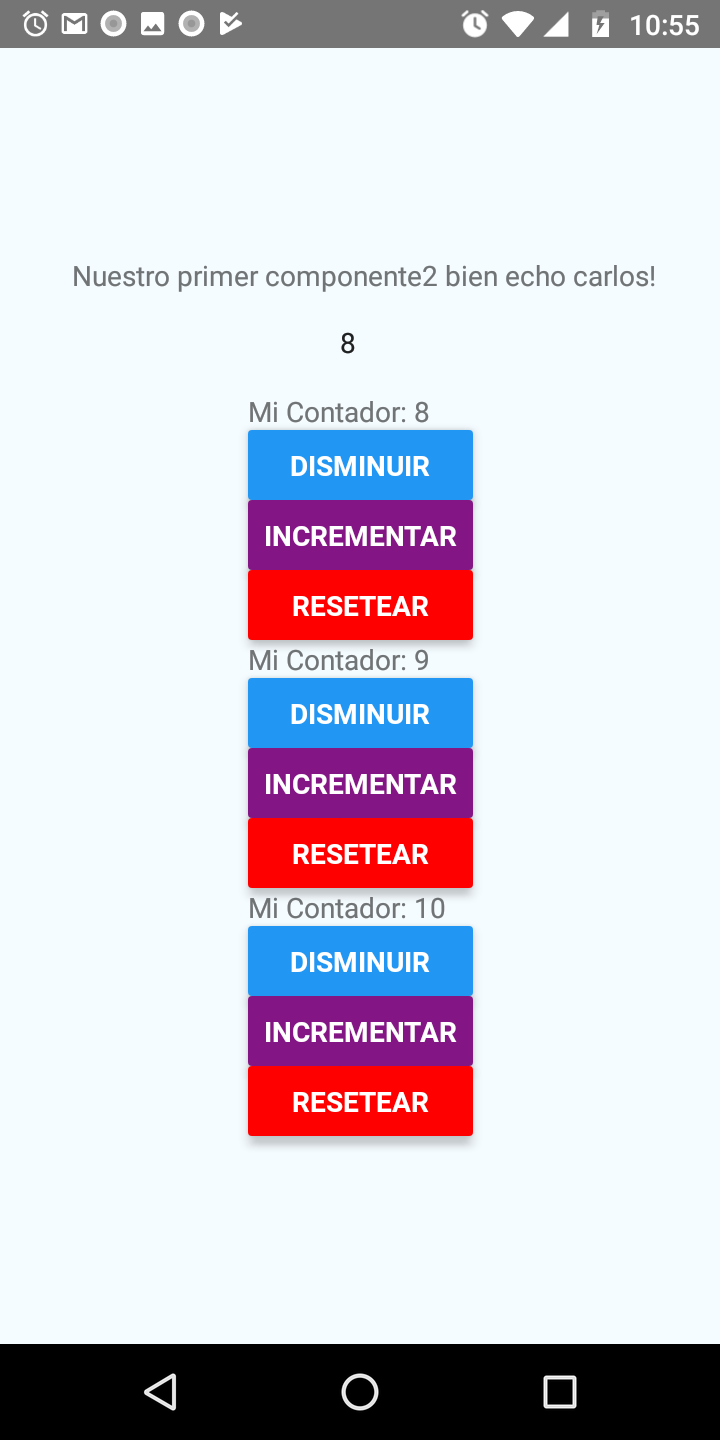 10:55
Nuestro primer componente2 bien echo carlos!
8
Mi Contador: 8
DISMINUIR
INCREMENTAR
RESETEAR
Mi Contador: 9
DISMINUIR
INCREMENTAR
RESETEAR
Mi Contador: 10
DISMINUIR
INCREMENTAR
RESETEAR